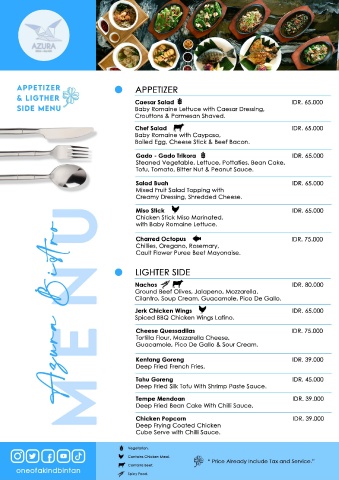 AZURA
APPETIZER
& LIGTHER
SIDE MENU
MENU
Azura Bistro
APPETIZER
Caesar Salad IDR. 65.000
Baby Romaine Lettuce with Caesar Dressing,
Crouttons & Parmesan Shaved.
Chef Salad IDR. 65.000
Baby Romaine with Caypaso,
Boiled Egg, Cheese Stick & Beef Bacon.
Gado - Gado Trikora IDR. 65.000
Steamed Vegetable, Lettuce, Pottatles, Bean Cake,
Tofu, Tomato, Bitter Nut & Peanut Sauce.
Salad Buah IDR. 65.000
Mixed Fruit Salad Topping with
Creamy Dressing, Shredded Cheese.
Miso Stick IDR. 65.000
Chicken Stick Miso Marinated,
with Baby Romaine Lettuce.
Charred Octopus IDR. 75.000
Chillies, Oregano, Rosemary,
Cauli Flower Puree Beef Mayonaise.
LIGHTER SIDE
Nachos IDR. 80.000
Ground Beef Olives, Jalapeno, Mozzarella,
Cilantro, Soup Cream, Guacamole, Pico De Gallo.
Jerk Chicken Wings IDR. 65.000
Spiced BBQ Chicken Wings Latino.
Cheese Quessadilas IDR. 75.000
Tortilla Flour, Mozzarella Cheese,
Guacamole, Pico De Gallo & Sour Cream.
Kentang Goreng IDR. 39.000
Deep Fried French Fries.
Tahu Goreng IDR. 45.000
Deep Fried Silk Tofu With Shrimp Paste Sauce.
Tempe Mendoan IDR. 39.000
Deep Fried Bean Cake With Chilli Sauce.
Chicken Popcorn IDR. 39.000
Deep Frying Coated Chicken
Cube Serve with Chilli Sauce.
oneofakindbintan
Vegetarian.
Contains Chicken Meat.
Contains Beef.
Spicy Food.
" Price Already Include Tax and Service."